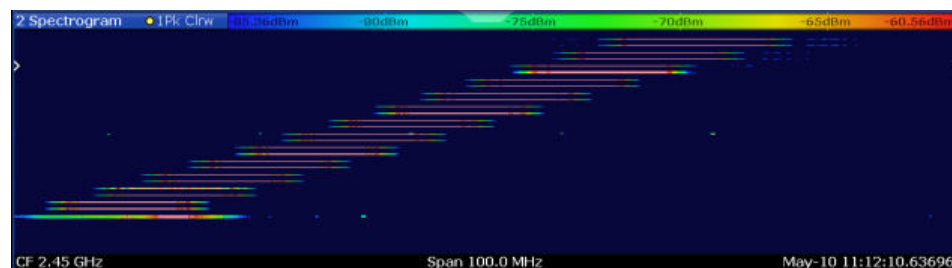 2 Spectrogram ●1Pk Clrw -85.36dBm -80dBm -75dBm -70dBm -65dBm -60.56dBm
CF 2.45 GHz Span 100.0 MHz May-10 11:12:10.63696